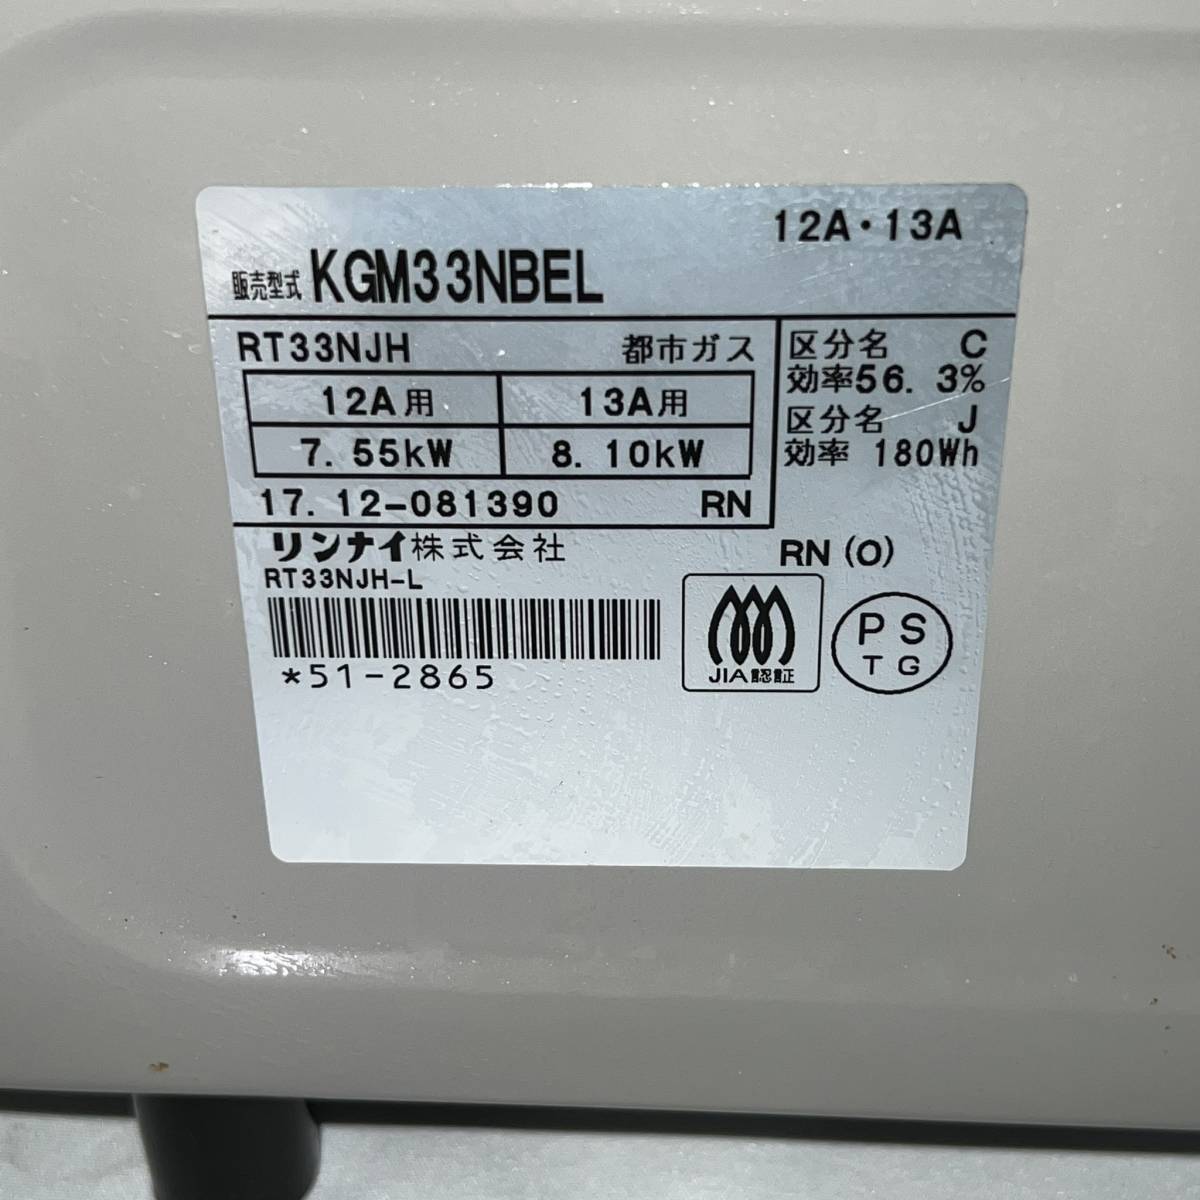 12A・13A
販売型式 KGM33NBEL
RT33NJH 都市ガス
12A用 13A用
7.55kW 8.10kW
17.12-081390 RN
区分名 C
効率56.3%
区分名 J
効率 180Wh
リンナイ株式会社
RN(O)
RT33NJH-L
*51-2865
JIA認証
PS
TG